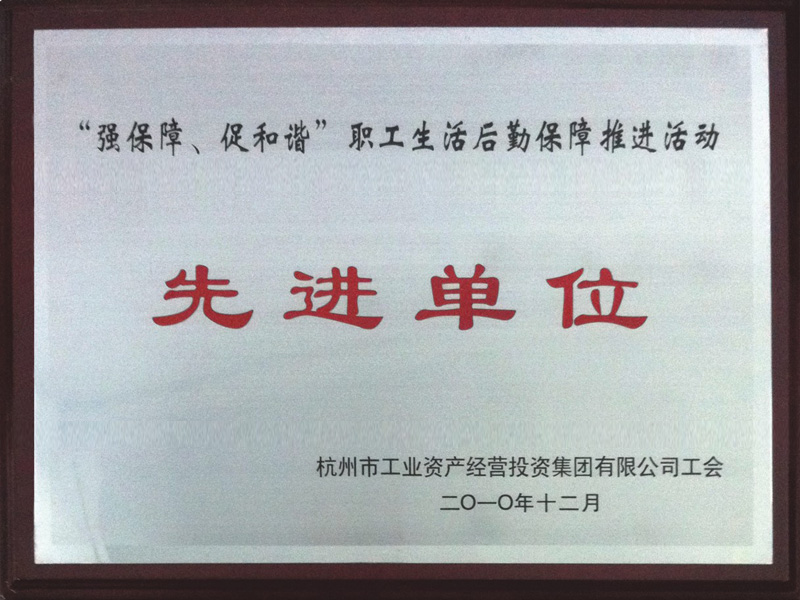 “强保障、促和谐”职工生活后勤保障推进活动
先进单位
杭州市工业资产经营投资集团有限公司工会
二〇一〇年十二月